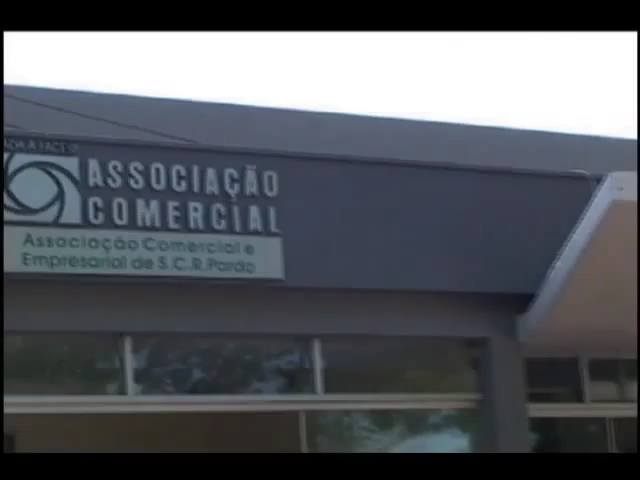 ASSOCIAÇÃO
COMERCIAL
Associação Comercial e
Empresarial de S.C.R.Pardo